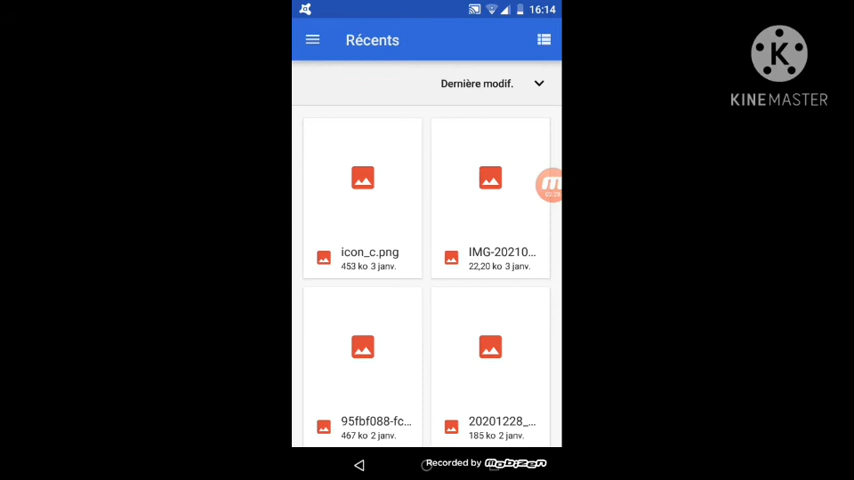 16:14
Récents
Dernière modif.
icon_c.png
453 ko 3 janv.
IMG-20210...
22,20 ko 3 janv.
95fbf088-fc...
467 ko 2 janv.
20201228_...
185 ko 2 janv.
Recorded by MOBIZEN
K
KINEMASTER